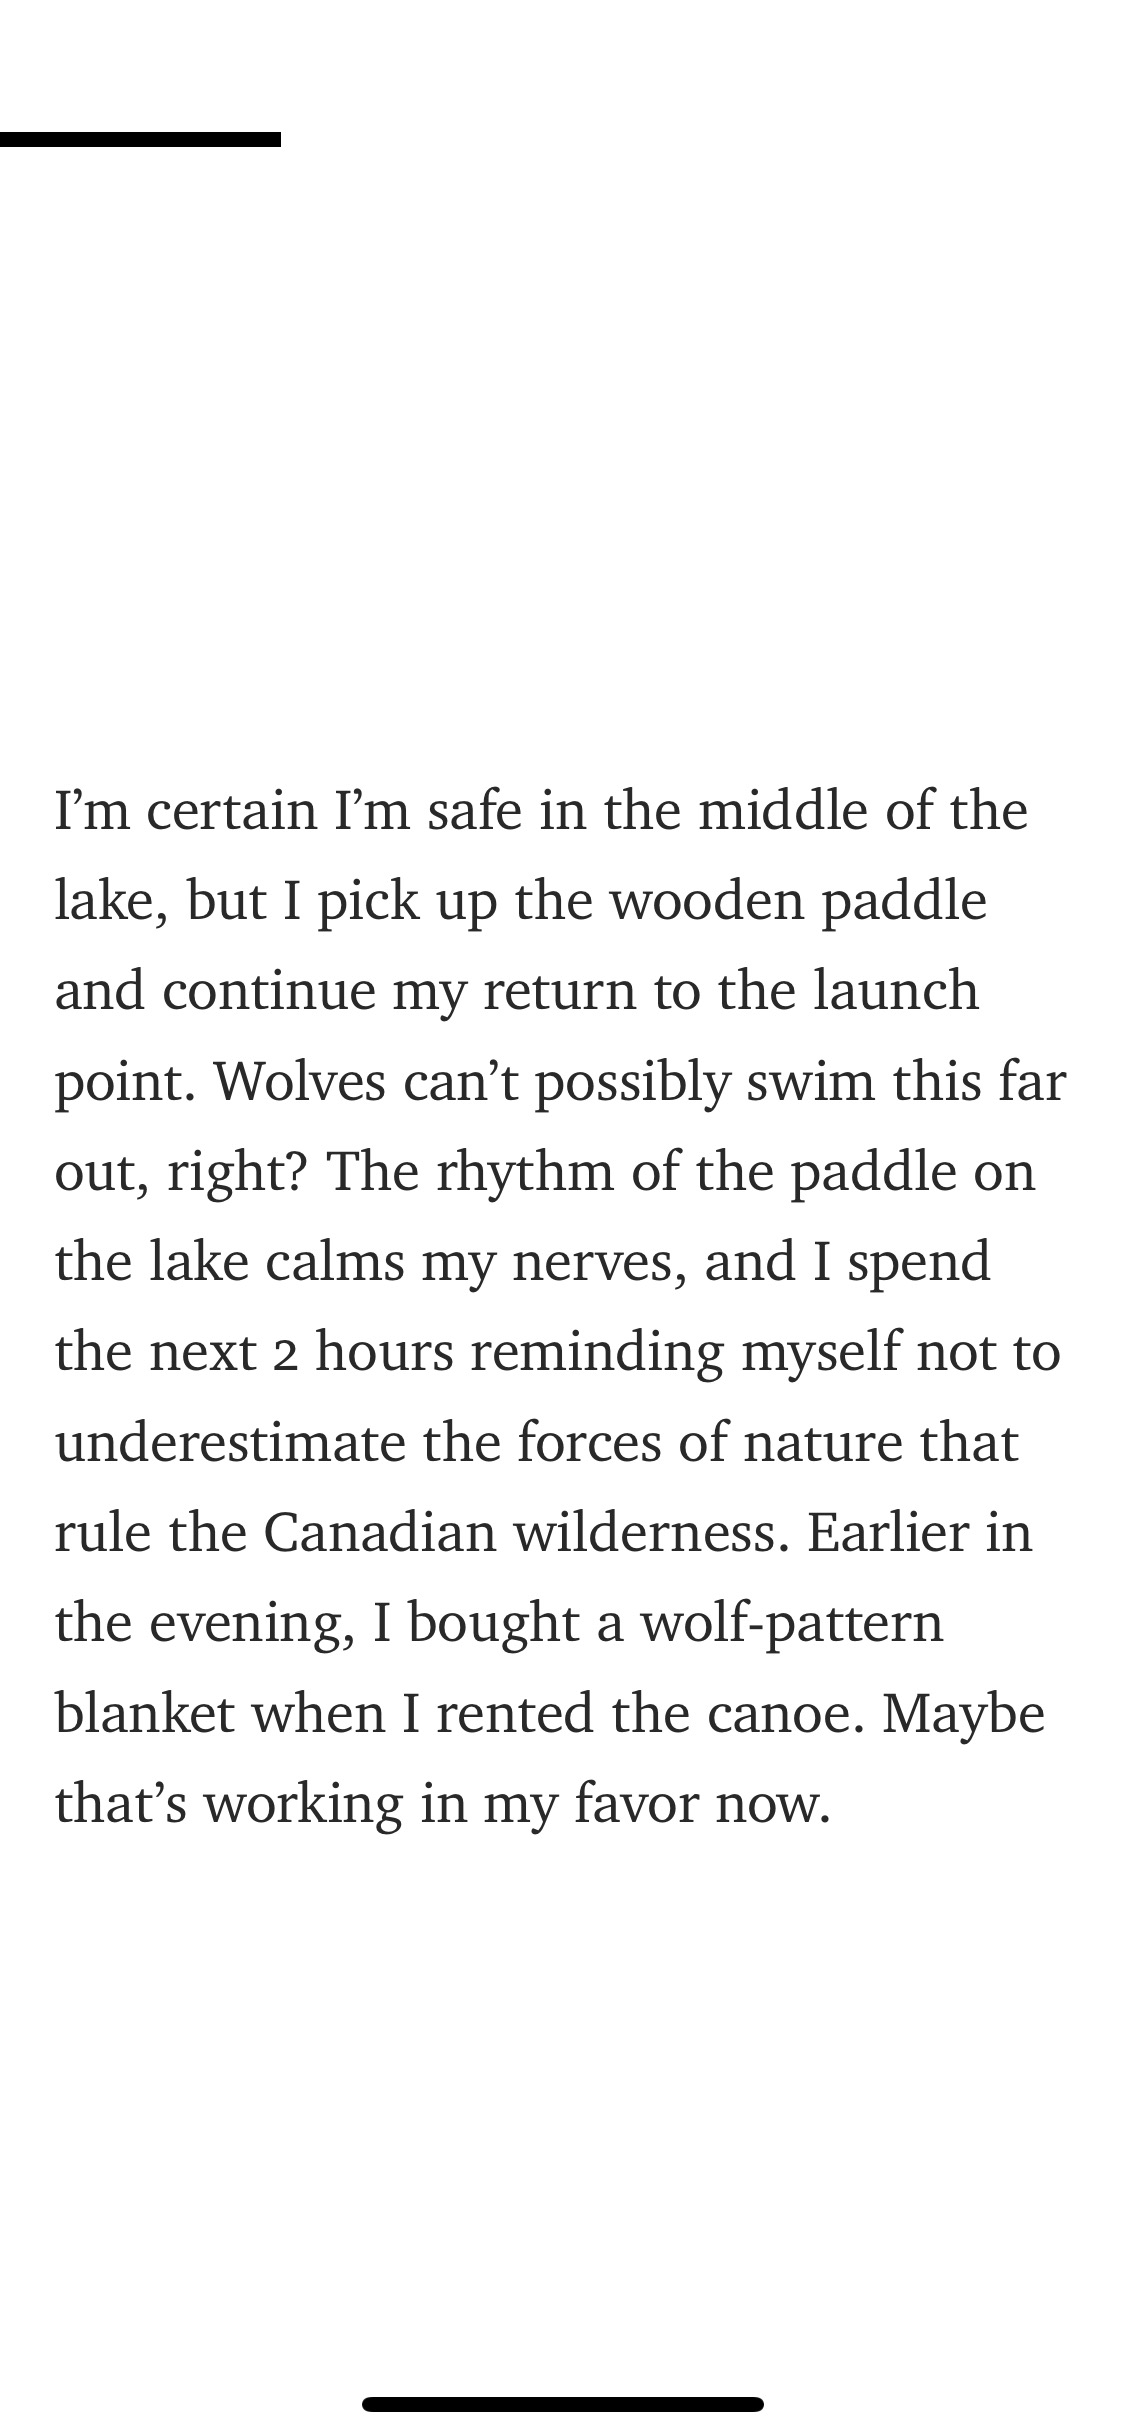 I’m certain I’m safe in the middle of the
lake, but I pick up the wooden paddle
and continue my return to the launch
point. Wolves can’t possibly swim this far
out, right? The rhythm of the paddle on
the lake calms my nerves, and I spend
the next 2 hours reminding myself not to
underestimate the forces of nature that
rule the Canadian wilderness. Earlier in
the evening, I bought a wolf-pattern
blanket when I rented the canoe. Maybe
that’s working in my favor now.